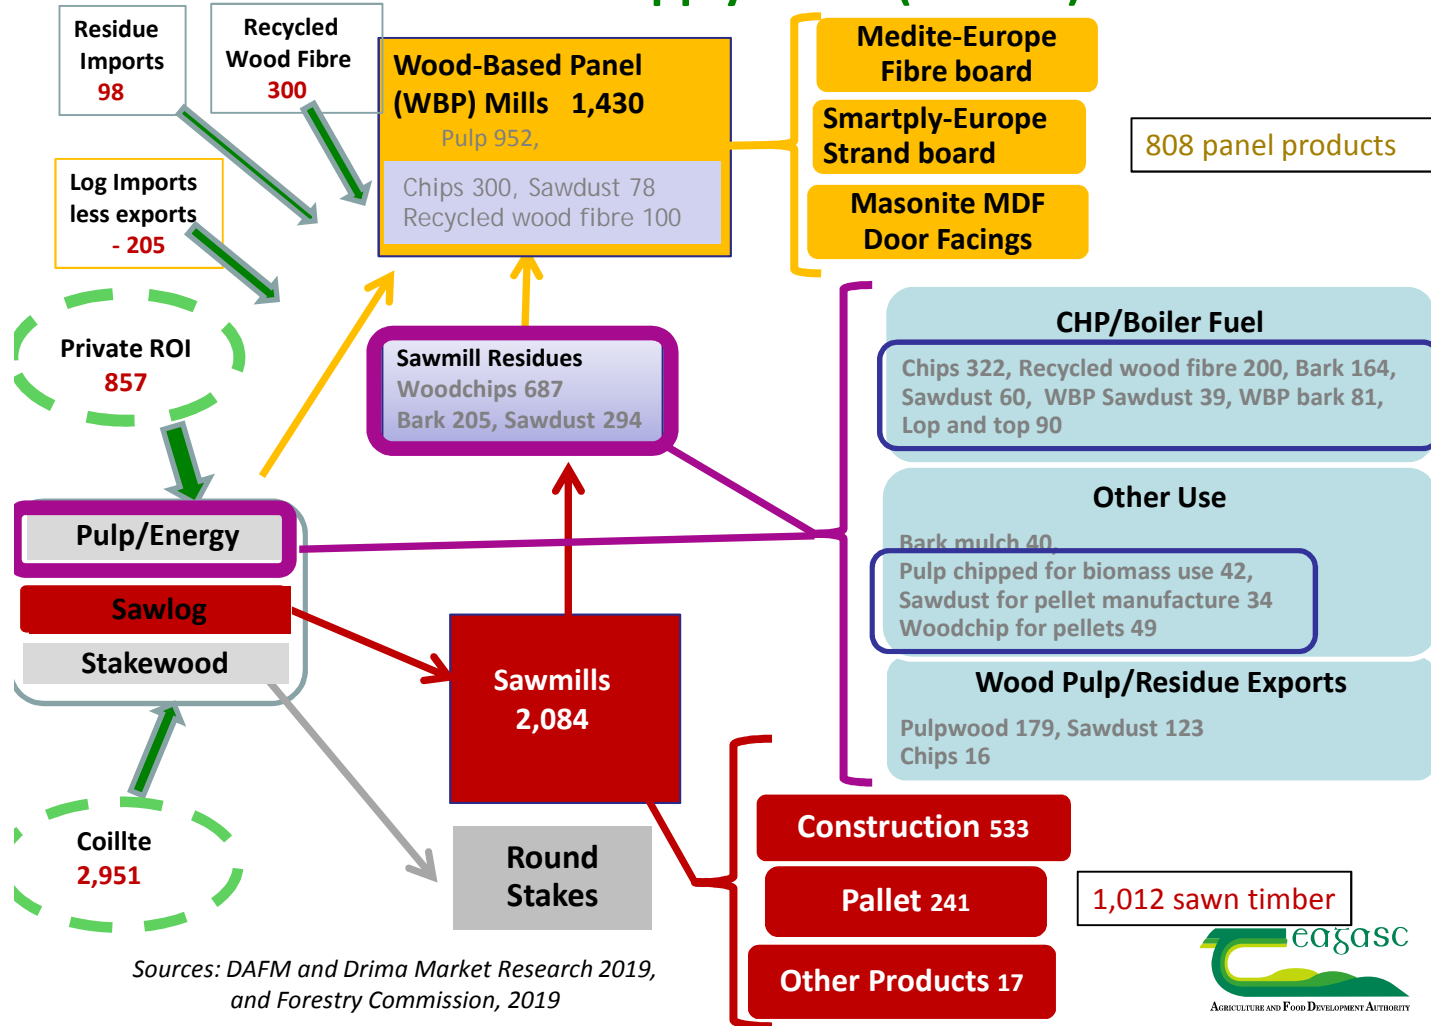 Residue
Imports
98
Recycled
Wood Fibre
300
Log Imports
less exports
- 205
Wood-Based Panel
(WBP) Mills 1,430
Pulp 952,
Chips 300, Sawdust 78
Recycled wood fibre 100
Medite-Europe
Fibre board
Smartply-Europe
Strand board
Masonite MDF
Door Facings
808 panel products
Private ROI
857
Sawmill Residues
Woodchips 687
Bark 205, Sawdust 294
CHP/Boiler Fuel
Chips 322, Recycled wood fibre 200, Bark 164,
Sawdust 60, WBP Sawdust 39, WBP bark 81,
Lop and top 90
Other Use
Bark mulch 40,
Pulp chipped for biomass use 42,
Sawdust for pellet manufacture 34
Woodchip for pellets 49
Wood Pulp/Residue Exports
Pulpwood 179, Sawdust 123
Chips 16
Pulp/Energy
Sawlog
Stakewood
Sawmills
2,084
Coillte
2,951
Round
Stakes
Construction 533
Pallet 241
Other Products 17
1,012 sawn timber
Sources: DAFM and Drima Market Research 2019,
and Forestry Commission, 2019
eagasc
AGRICULTURE AND FOOD DEVELOPMENT AUTHORITY